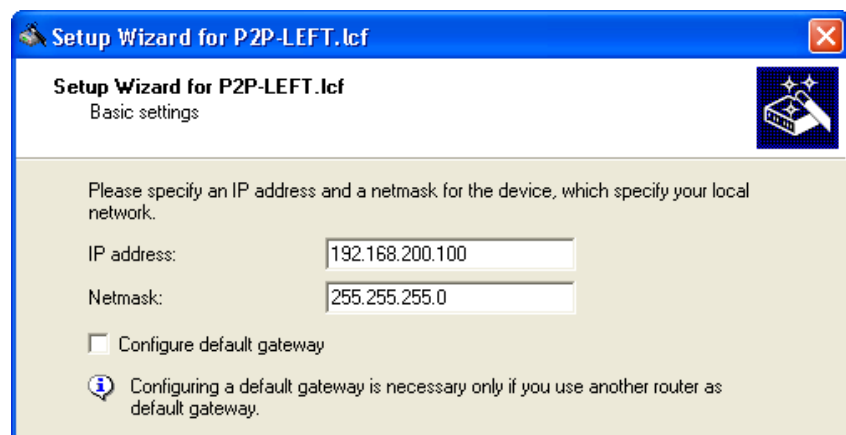 Setup Wizard for P2P-LEFT.lcf
Setup Wizard for P2P-LEFT.lcf
Basic settings
Please specify an IP address and a netmask for the device, which specify your local
network.
IP address:
192.168.200.100
Netmask:
255.255.255.0
Configure default gateway
Configuring a default gateway is necessary only if you use another router as
default gateway.